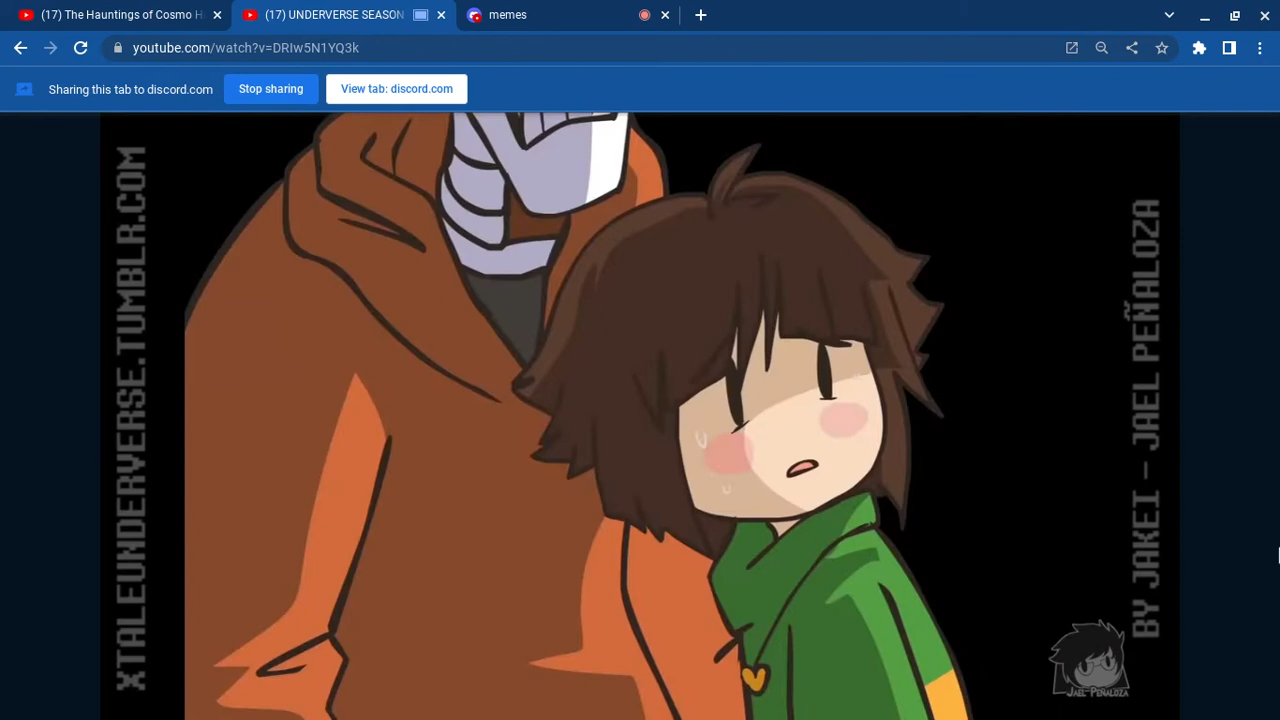 (17) The Hauntings of Cosmo H
(17) UNDERVERSE SEASON
memes
youtube.com/watch?v=DRIw5N1YQ3k
Sharing this tab to discord.com
Stop sharing
View tab: discord.com
XTALEUNDERVERSE.TUMBLR.COM
BY JAKEI - JAEL PEÑALOZA
JAEL PEÑALOZA